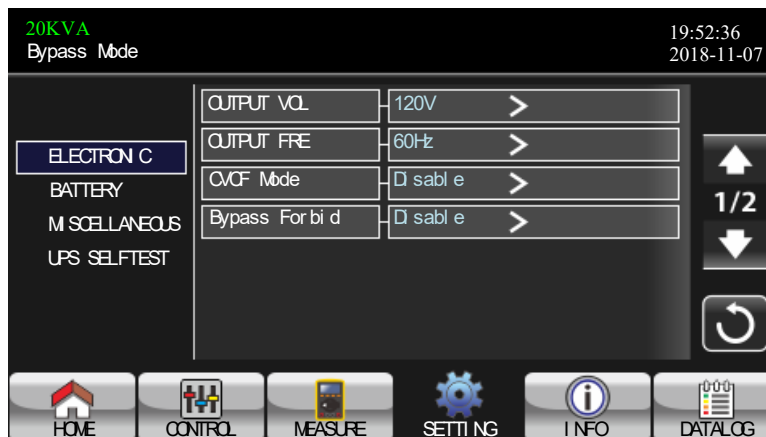 20KVA
Bypass Mode
19:52:36
2018-11-07
ELECTRONIC
BATTERY
MISCELLANEOUS
UPS SELFTEST
OUTPUT VOL 120V >
OUTPUT FRE 60Hz >
CVCF Mode Disable >
Bypass Forbid Disable >
1/2
HOME CONTROL MEASURE SETTING INFO DATALOG